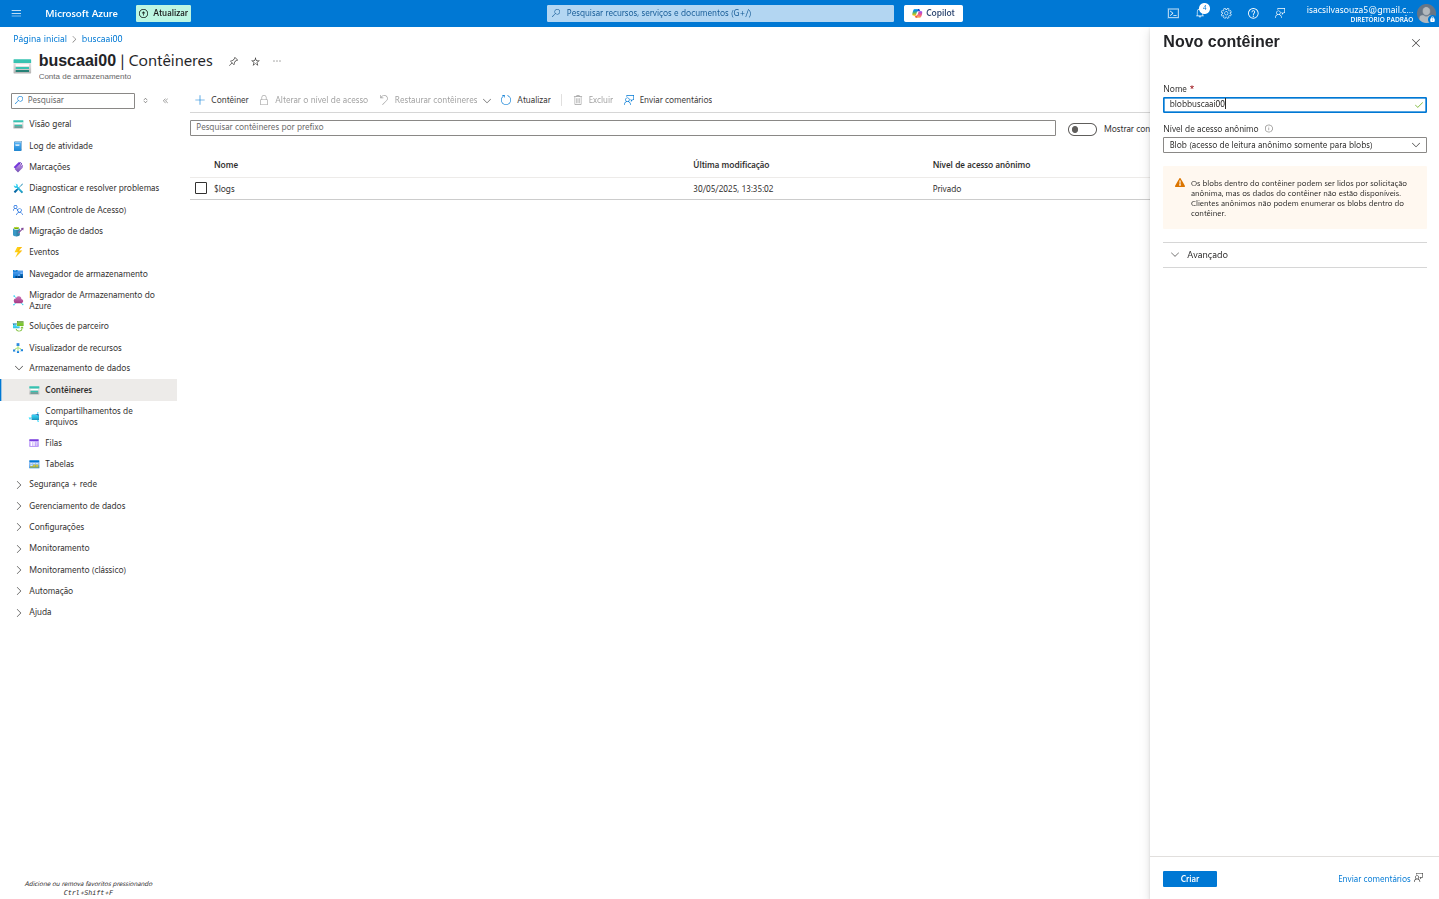 Microsoft Azure
Atualizar
Pesquisar recursos, serviços e documentos (G+/)
Copilot
4
isacsilvasouza5@gmail.c...
DIRETÓRIO PADRÃO
Página inicial > buscaai00
buscaai00 | Contêineres
Conta de armazenamento
Pesquisar
Visão geral
Log de atividade
Marcações
Diagnosticar e resolver problemas
IAM (Controle de Acesso)
Migração de dados
Eventos
Navegador de armazenamento
Migrador de Armazenamento do
Azure
Soluções de parceiro
Visualizador de recursos
Armazenamento de dados
Contêineres
Compartilhamentos de
arquivos
Filas
Tabelas
Segurança + rede
Gerenciamento de dados
Configurações
Monitoramento
Monitoramento (clássico)
Automação
Ajuda
Adicione ou remova favoritos pressionando
Ctrl+Shift+F
Contêiner
Alterar o nível de acesso
Restaurar contêineres
Atualizar
Excluir
Enviar comentários
Pesquisar contêineres por prefixo
Mostrar con
Nome Última modificação Nível de acesso anônimo
$logs 30/05/2025, 13:35:02 Privado
Novo contêiner
Nome *
blobbuscaai00
Nível de acesso anônimo
Blob (acesso de leitura anônimo somente para blobs)
Os blobs dentro do contêiner podem ser lidos por solicitação
anônima, mas os dados do contêiner não estão disponíveis.
Clientes anônimos não podem enumerar os blobs dentro do
contêiner.
Avançado
Criar
Enviar comentários